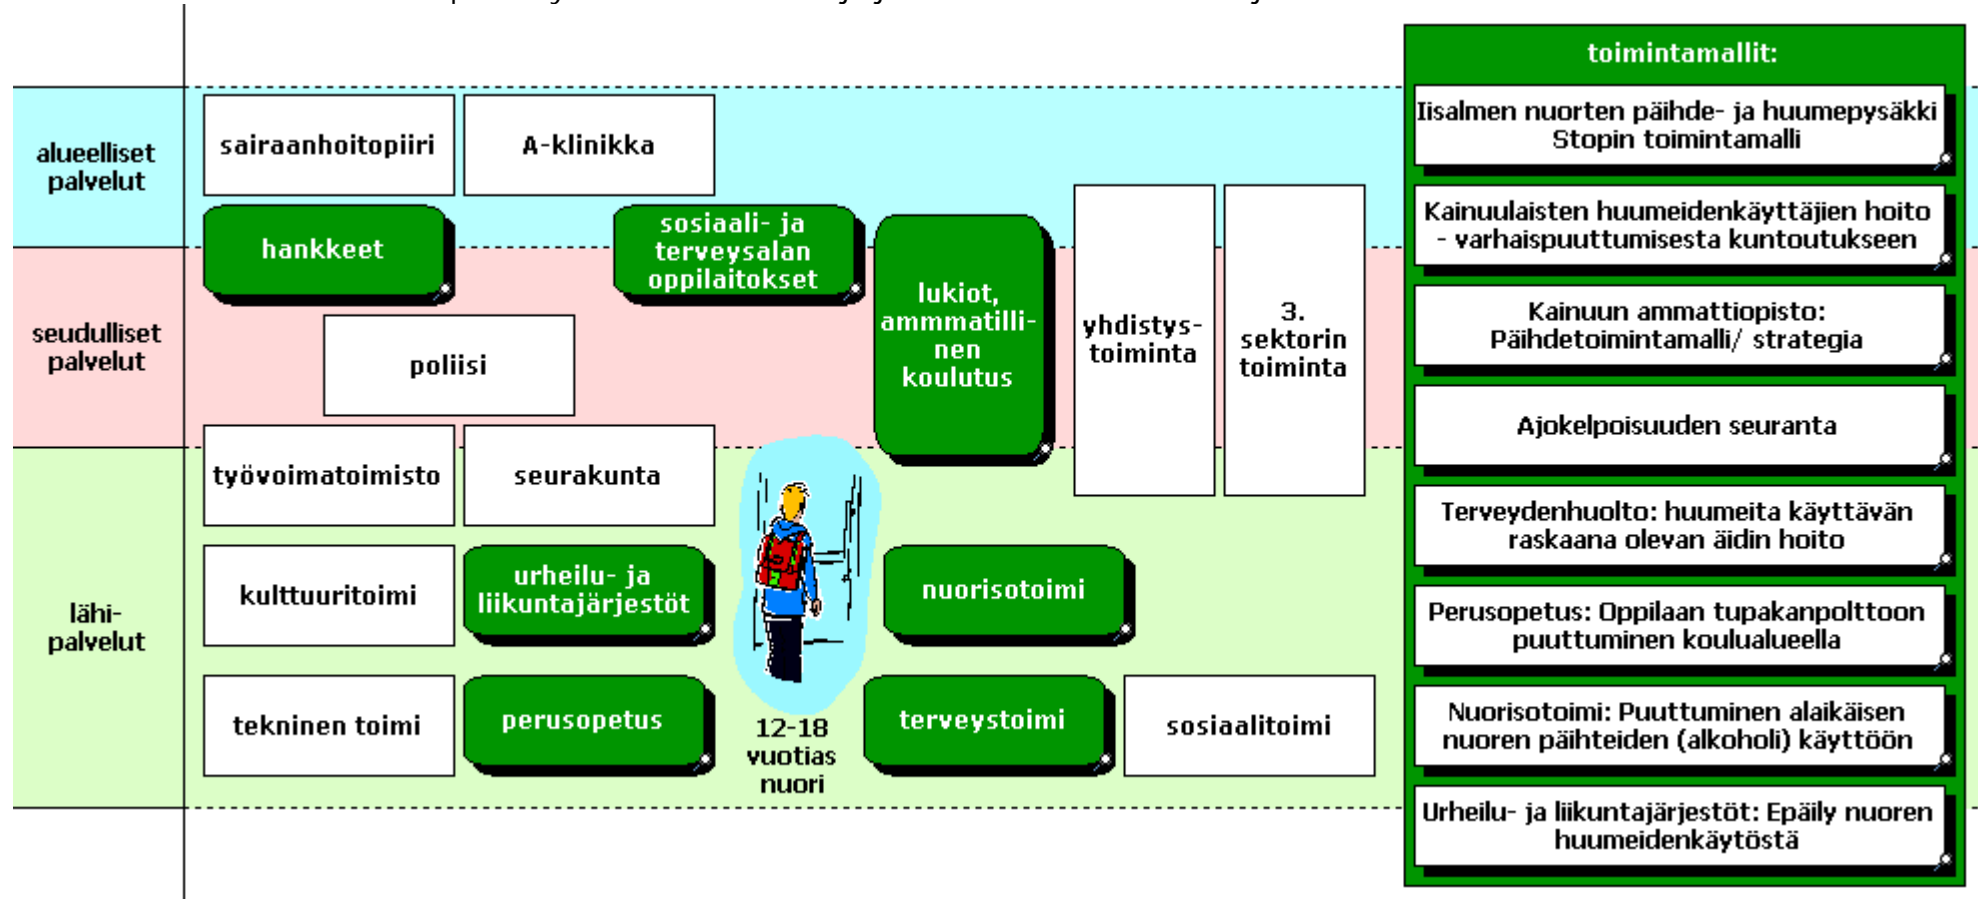 alueelliset
palvelut
sairaanhoitopiiri
A-klinikka
hankkeet
sosiaali- ja
terveysalan
oppilaitokset
seudulliset
palvelut
poliisi
lukiot,
ammmatilli-
nen
koulutus
yhdistys-
toiminta
3.
sektorin
toiminta
työvoimatoimisto
seurakunta
lähi-
palvelut
kulttuuritoimi
urheilu- ja
liikuntajärjestöt
nuorisotoimi
tekninen toimi
perusopetus
12-18
vuotias
nuori
terveystoimi
sosiaalitoimi
toimintamallit:
Iisalmen nuorten päihde- ja huumepysäkki
Stopin toimintamalli
Kainuulaisten huumeidenkäyttäjien hoito
- varhaispuuttumisesta kuntoutukseen
Kainuun ammattiopisto:
Päihdetoimintamalli/ strategia
Ajokelpoisuuden seuranta
Terveydenhuolto: huumeita käyttävän
raskaana olevan äidin hoito
Perusopetus: Oppilaan tupakanpolttoon
puuttuminen koulualueella
Nuorisotoimi: Puuttuminen alaikäisen
nuoren päihteiden (alkoholi) käyttöön
Urheilu- ja liikuntajärjestöt: Epäily nuoren
huumeidenkäytöstä